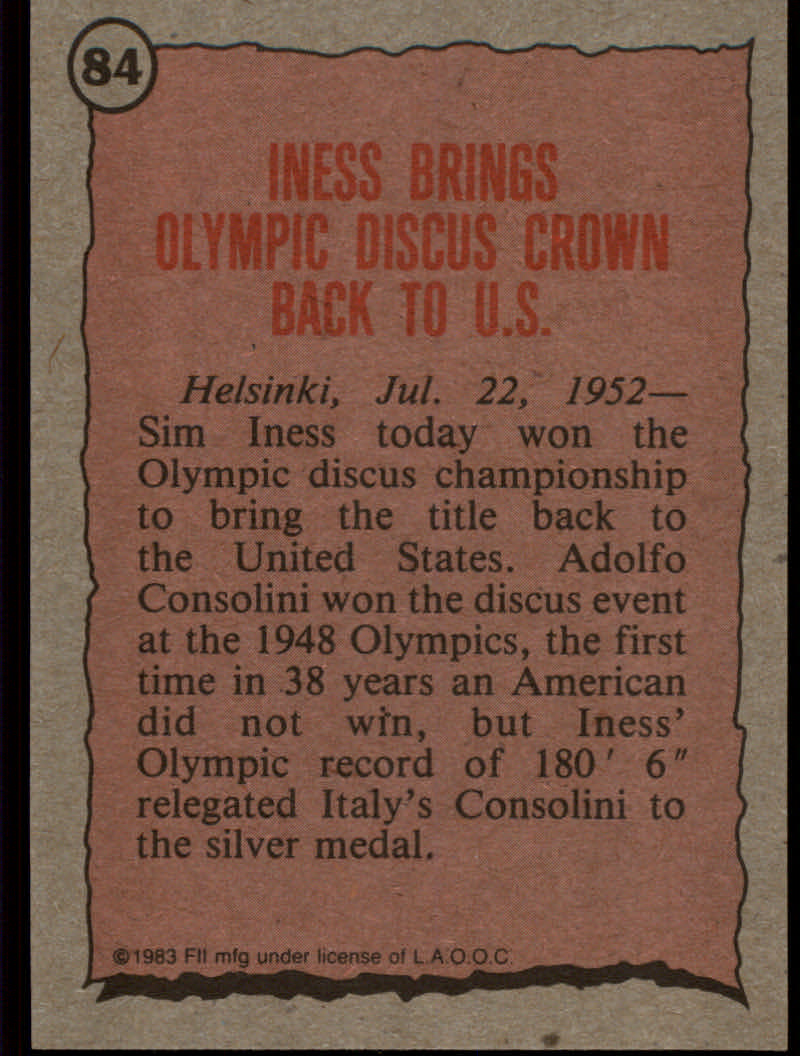 84
INESS BRINGS
OLYMPIC DISCUS CROWN
BACK TO U.S.
Helsinki, Jul. 22, 1952—
Sim Iness today won the
Olympic discus championship
to bring the title back to
the United States. Adolfo
Consolini won the discus event
at the 1948 Olympics, the first
time in 38 years an American
did not win, but Iness'
Olympic record of 180' 6"
relegated Italy's Consolini to
the silver medal.
©1983 FII mfg under license of L.A.O.O.C.